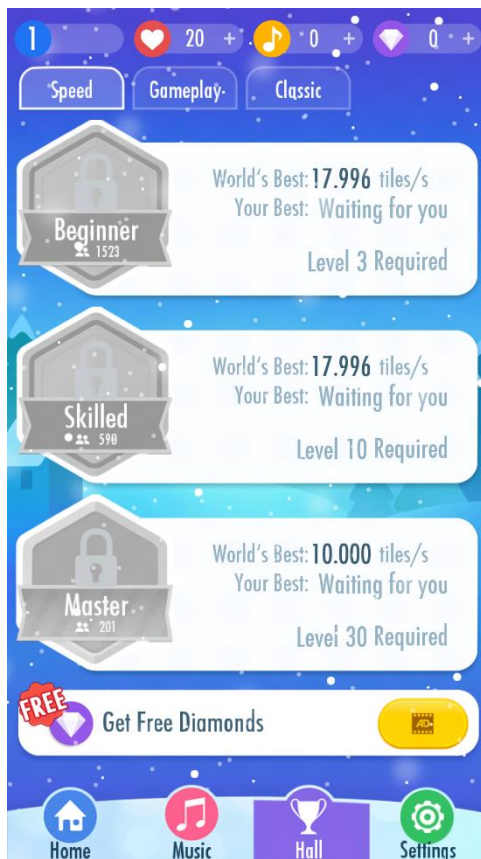 1 20 + 0 + 0 +
Speed Gameplay Classic
World's Best: 17.996 tiles/s
Your Best: Waiting for you
Beginner
1523
Level 3 Required
World's Best: 17.996 tiles/s
Your Best: Waiting for you
Skilled
590
Level 10 Required
World's Best: 10.000 tiles/s
Your Best: Waiting for you
Master
201
Level 30 Required
FREE
Get Free Diamonds
AD
Home Music Hall Settings